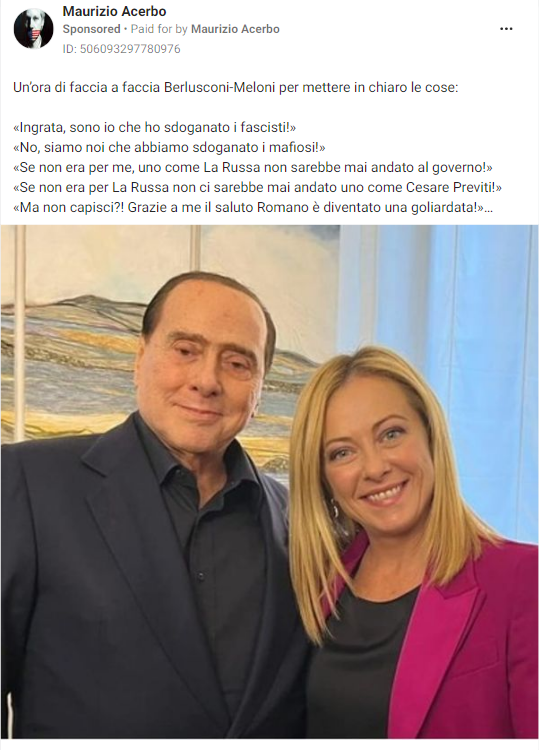 Maurizio Acerbo
Sponsored • Paid for by Maurizio Acerbo
ID: 506093297780976
Un'ora di faccia a faccia Berlusconi-Meloni per mettere in chiaro le cose:
«Ingrata, sono io che ho sdoganato i fascisti!»
«No, siamo noi che abbiamo sdoganato i mafiosi!»
«Se non era per me, uno come La Russa non sarebbe mai andato al governo!»
«Se non era per La Russa non ci sarebbe mai andato uno come Cesare Previti!»
«Ma non capisci?! Grazie a me il saluto Romano è diventato una goliardata!»...